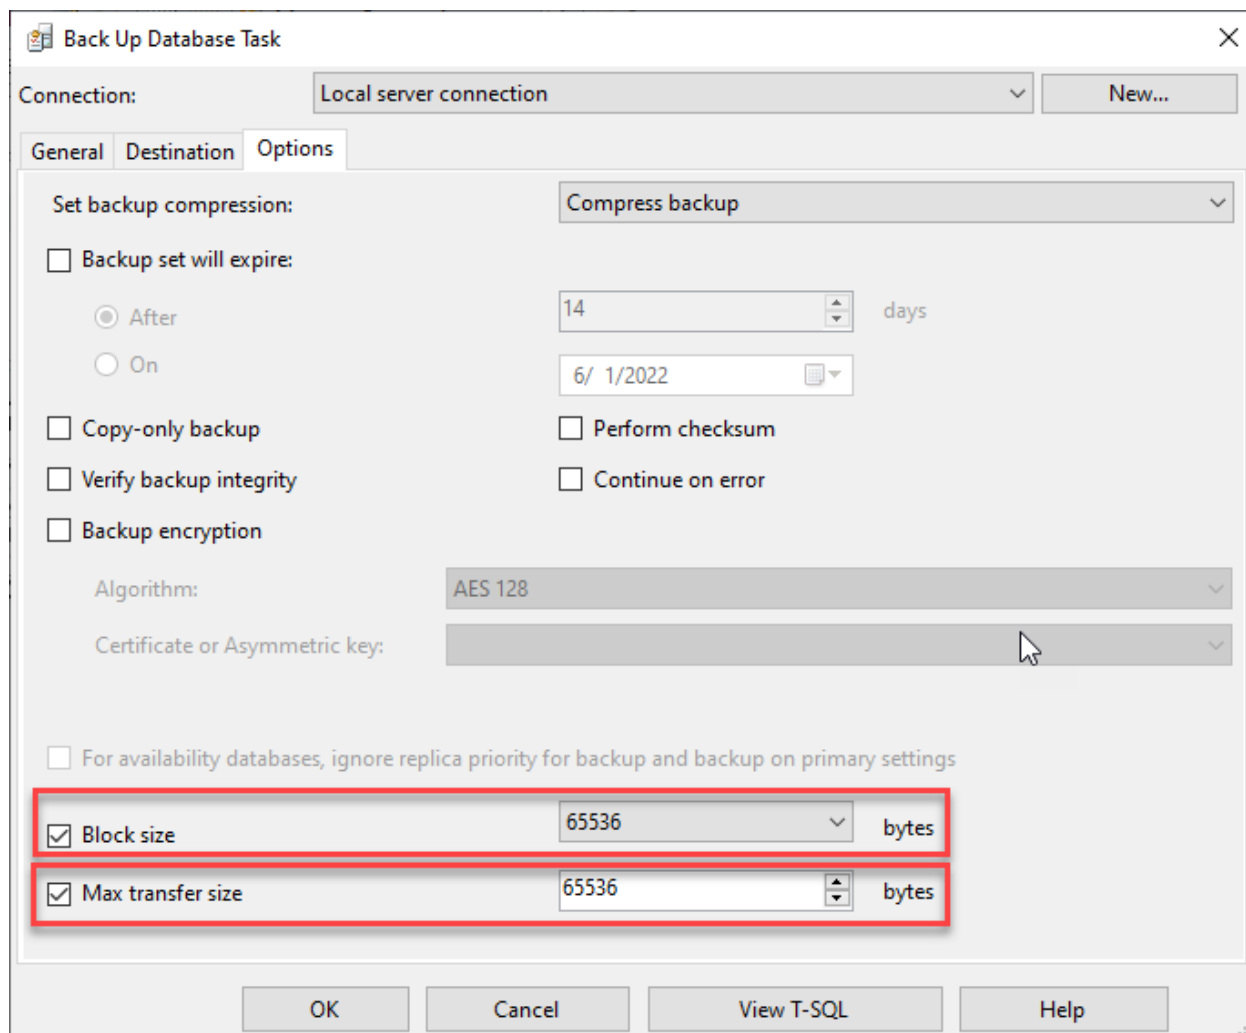 Back Up Database Task
Connection: Local server connection New...
General Destination Options
Set backup compression: Compress backup
Backup set will expire:
After 14 days
On 6/ 1/2022
Copy-only backup Perform checksum
Verify backup integrity Continue on error
Backup encryption
Algorithm: AES 128
Certificate or Asymmetric key:
For availability databases, ignore replica priority for backup and backup on primary settings
Block size 65536 bytes
Max transfer size 65536 bytes
OK Cancel View T-SQL Help